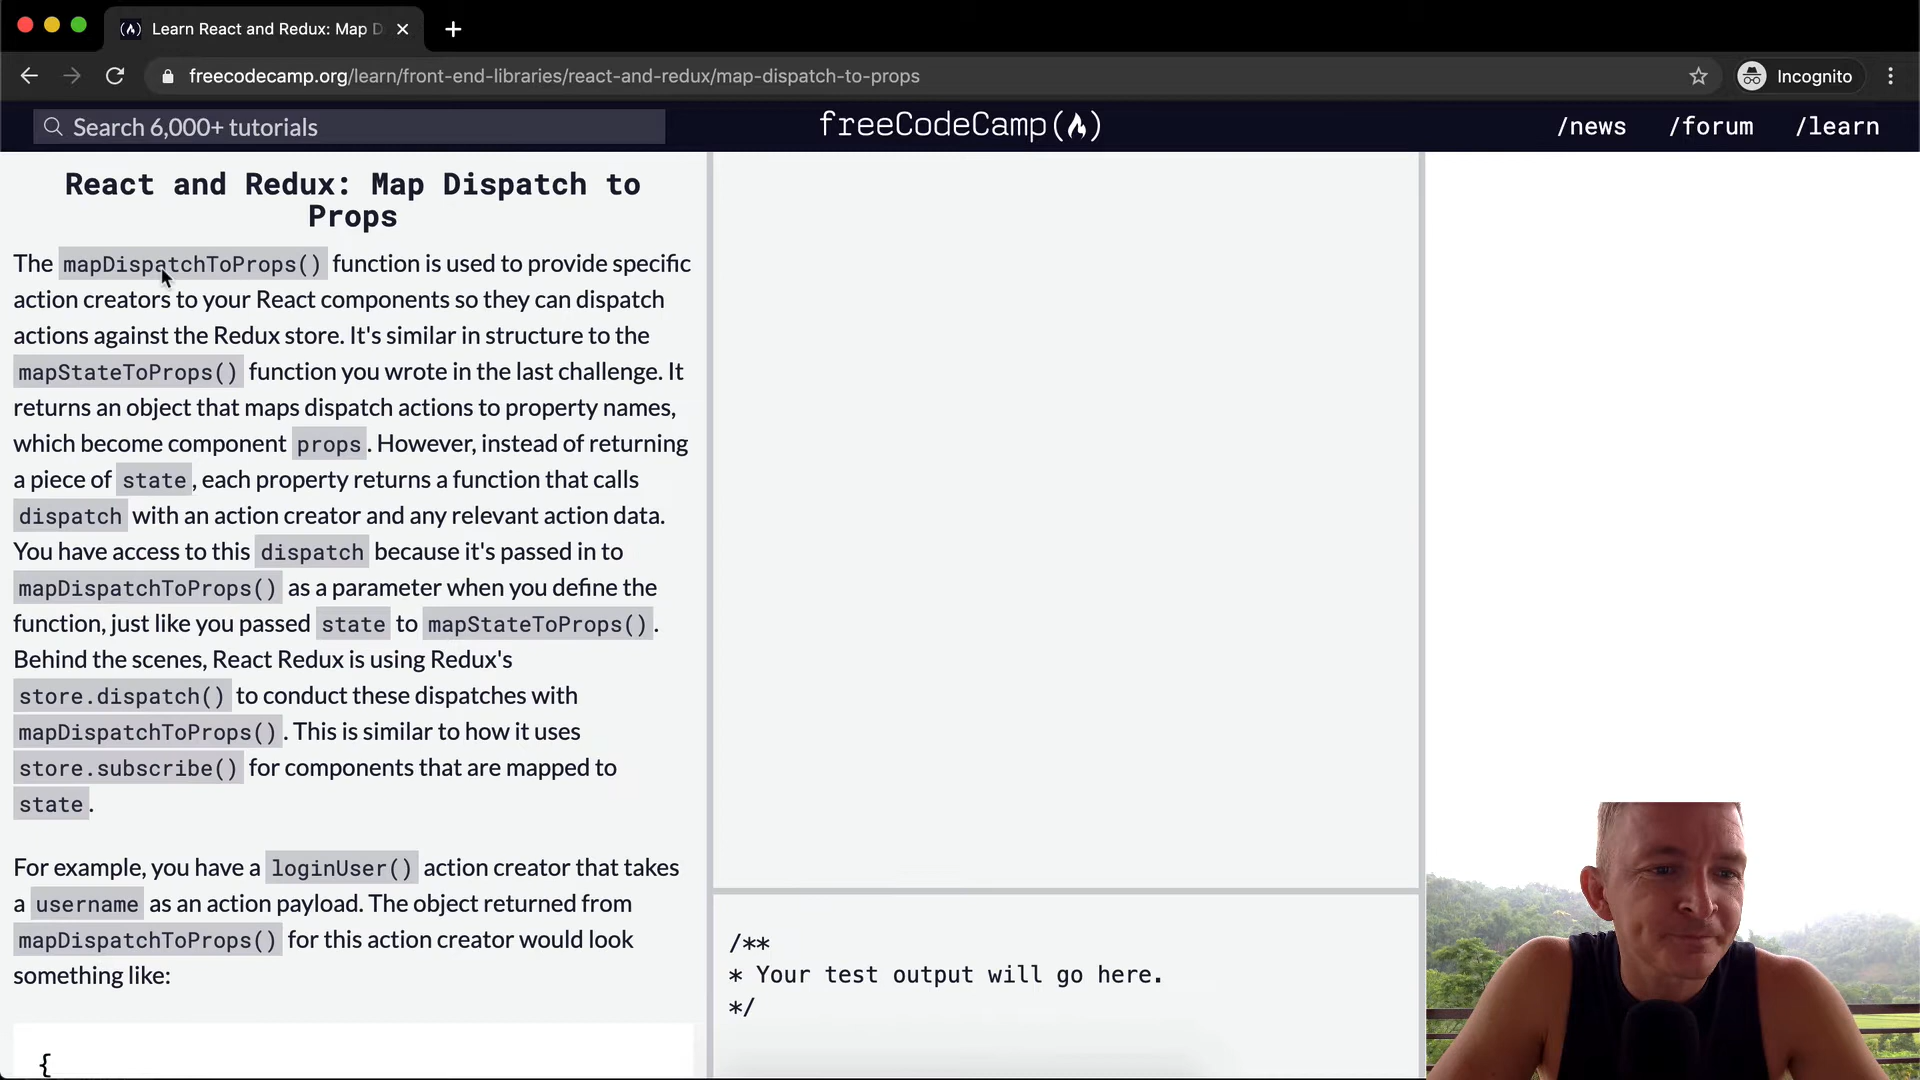 Learn React and Redux: Map D
freecodecamp.org/learn/front-end-libraries/react-and-redux/map-dispatch-to-props
Incognito
Search 6,000+ tutorials
freeCodeCamp
/news /forum /learn
React and Redux: Map Dispatch to
Props
The mapDispatchToProps() function is used to provide specific
action creators to your React components so they can dispatch
actions against the Redux store. It's similar in structure to the
mapStateToProps() function you wrote in the last challenge. It
returns an object that maps dispatch actions to property names,
which become component props. However, instead of returning
a piece of state, each property returns a function that calls
dispatch with an action creator and any relevant action data.
You have access to this dispatch because it's passed in to
mapDispatchToProps() as a parameter when you define the
function, just like you passed state to mapStateToProps().
Behind the scenes, React Redux is using Redux's
store.dispatch() to conduct these dispatches with
mapDispatchToProps(). This is similar to how it uses
store.subscribe() for components that are mapped to
state.
For example, you have a loginUser() action creator that takes
a username as an action payload. The object returned from
mapDispatchToProps() for this action creator would look
something like:
{
/**
* Your test output will go here.
*/